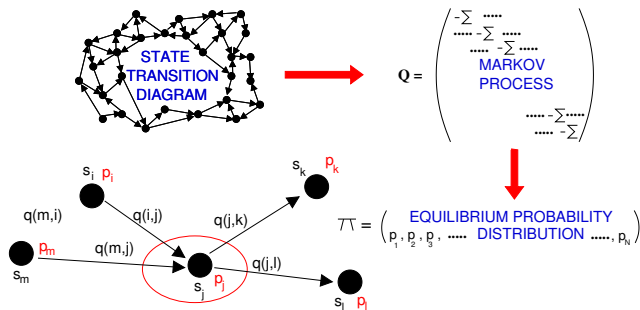 STATE
TRANSITION
DIAGRAM
Q =
-∑ .....
..... -∑ .....
..... -∑ .....
MARKOV
PROCESS
..... -∑ .....
..... -∑
s_i p_i
s_k p_k
q(m,i)
q(i,j)
q(j,k)
p_m
q(m,j)
s_m
s_j p_j
q(j,l)
s_l p_l
π = ( p_1 , p_2 , p_3 , ..... ....., p_N )
EQUILIBRIUM PROBABILITY
DISTRIBUTION